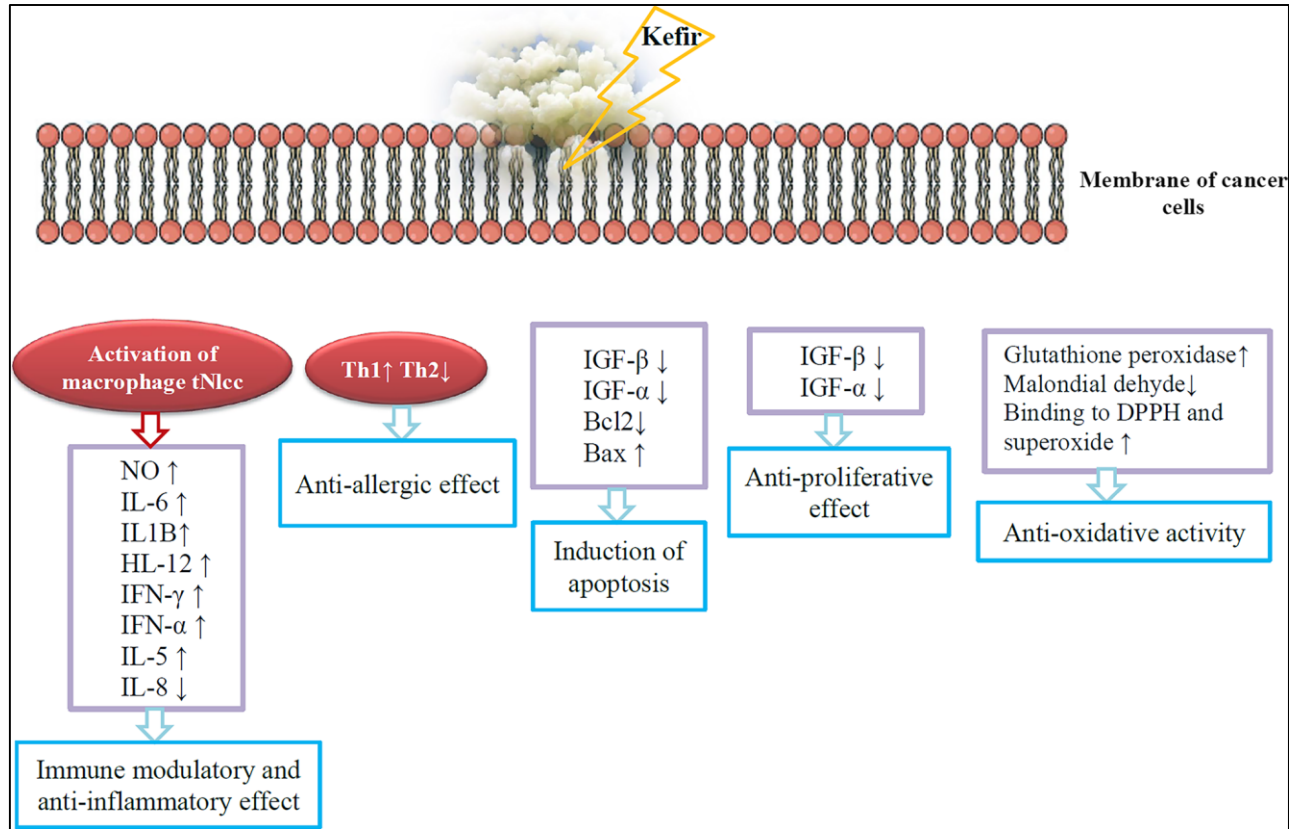 Kefir
Membrane of cancer
cells
Activation of
macrophage tNlcc
NO ↑
IL-6 ↑
IL1B↑
HL-12 ↑
IFN-γ ↑
IFN-α ↑
IL-5 ↑
IL-8 ↓
Immune modulatory and
anti-inflammatory effect
Th1↑ Th2↓
Anti-allergic effect
IGF-β ↓
IGF-α ↓
Bcl2↓
Bax ↑
Induction of
apoptosis
IGF-β ↓
IGF-α ↓
Anti-proliferative
effect
Glutathione peroxidase↑
Malondial dehyde↓
Binding to DPPH and
superoxide ↑
Anti-oxidative activity